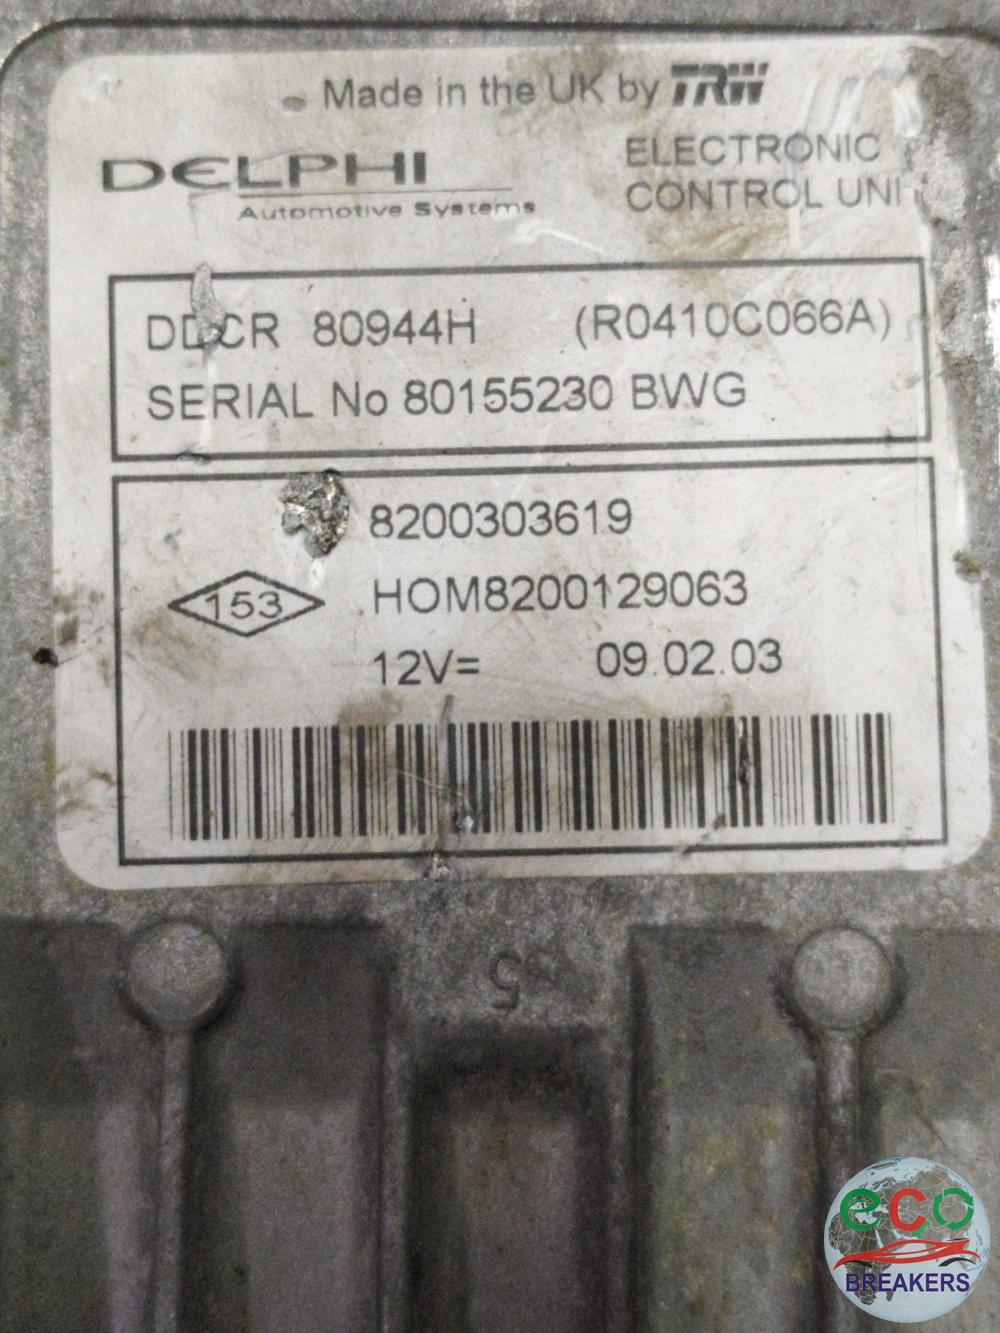 Made in the UK by TRW
DELPHI
Automotive Systems
ELECTRONIC
CONTROL UNI
DDCR 80944H (R0410C066A)
SERIAL No 80155230 BWG
8200303619
153
HOM8200129063
12V= 09.02.03
5
eco
BREAKERS